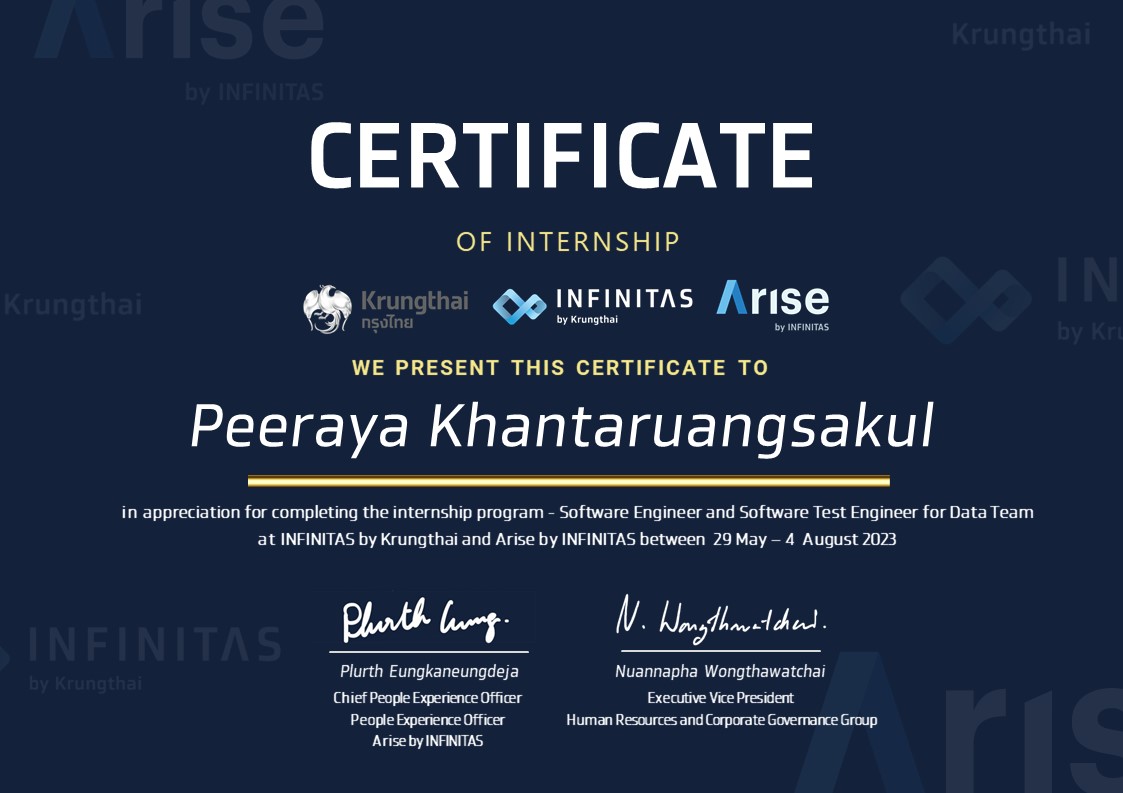 Arise
by INFINITAS
Krungthai
CERTIFICATE
OF INTERNSHIP
Krungthai
กรุงไทย
INFINITAS
by Krungthai
Arise
by INFINITAS
Krungthai
IN
by Kru
WE PRESENT THIS CERTIFICATE TO
Peeraya Khantaruangsakul
in appreciation for completing the internship program - Software Engineer and Software Test Engineer for Data Team
at INFINITAS by Krungthai and Arise by INFINITAS between 29 May – 4 August 2023
Plurth Eung.
N. Wongthawatchai.
INFINITAS
by Krungthai
Plurth Eungkaneungdeja
Chief People Experience Officer
People Experience Officer
Arise by INFINITAS
Nuannapha Wongthawatchai
Executive Vice President
Human Resources and Corporate Governance Group
Aris